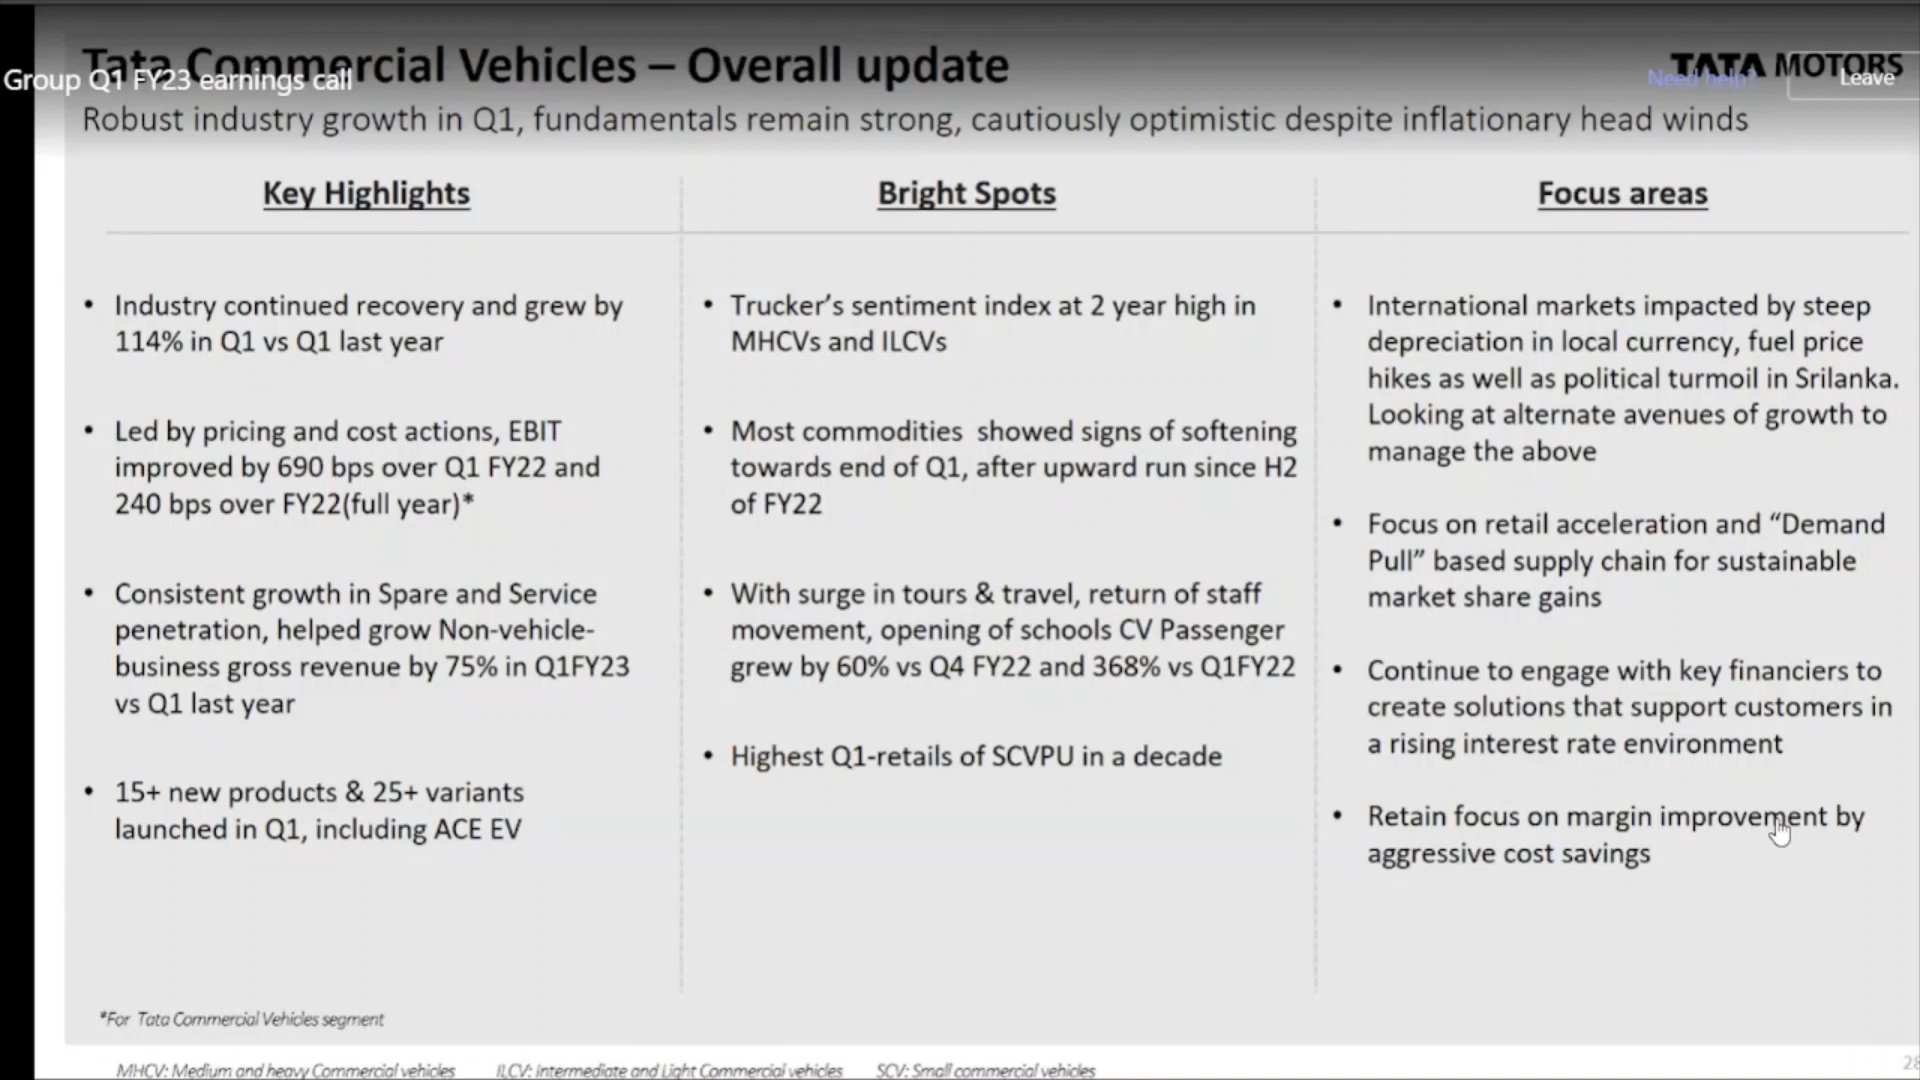 Tata Commercial Vehicles – Overall update
TATA MOTORS
Group Q1 FY23 earnings call
Need help?
Leave
Robust industry growth in Q1, fundamentals remain strong, cautiously optimistic despite inflationary head winds
Key Highlights
• Industry continued recovery and grew by
114% in Q1 vs Q1 last year
• Led by pricing and cost actions, EBIT
improved by 690 bps over Q1 FY22 and
240 bps over FY22(full year)*
• Consistent growth in Spare and Service
penetration, helped grow Non-vehicle-
business gross revenue by 75% in Q1FY23
vs Q1 last year
• 15+ new products & 25+ variants
launched in Q1, including ACE EV
Bright Spots
• Trucker’s sentiment index at 2 year high in
MHCVs and ILCVs
• Most commodities showed signs of softening
towards end of Q1, after upward run since H2
of FY22
• With surge in tours & travel, return of staff
movement, opening of schools CV Passenger
grew by 60% vs Q4 FY22 and 368% vs Q1FY22
• Highest Q1-retails of SCVPU in a decade
Focus areas
• International markets impacted by steep
depreciation in local currency, fuel price
hikes as well as political turmoil in Srilanka.
Looking at alternate avenues of growth to
manage the above
• Focus on retail acceleration and “Demand
Pull” based supply chain for sustainable
market share gains
• Continue to engage with key financiers to
create solutions that support customers in
a rising interest rate environment
• Retain focus on margin improvement by
aggressive cost savings
*For Tata Commercial Vehicles segment
MHCV: Medium and heavy Commercial vehicles ILCV: Intermediate and Light Commercial vehicles SCV: Small commercial vehicles
28